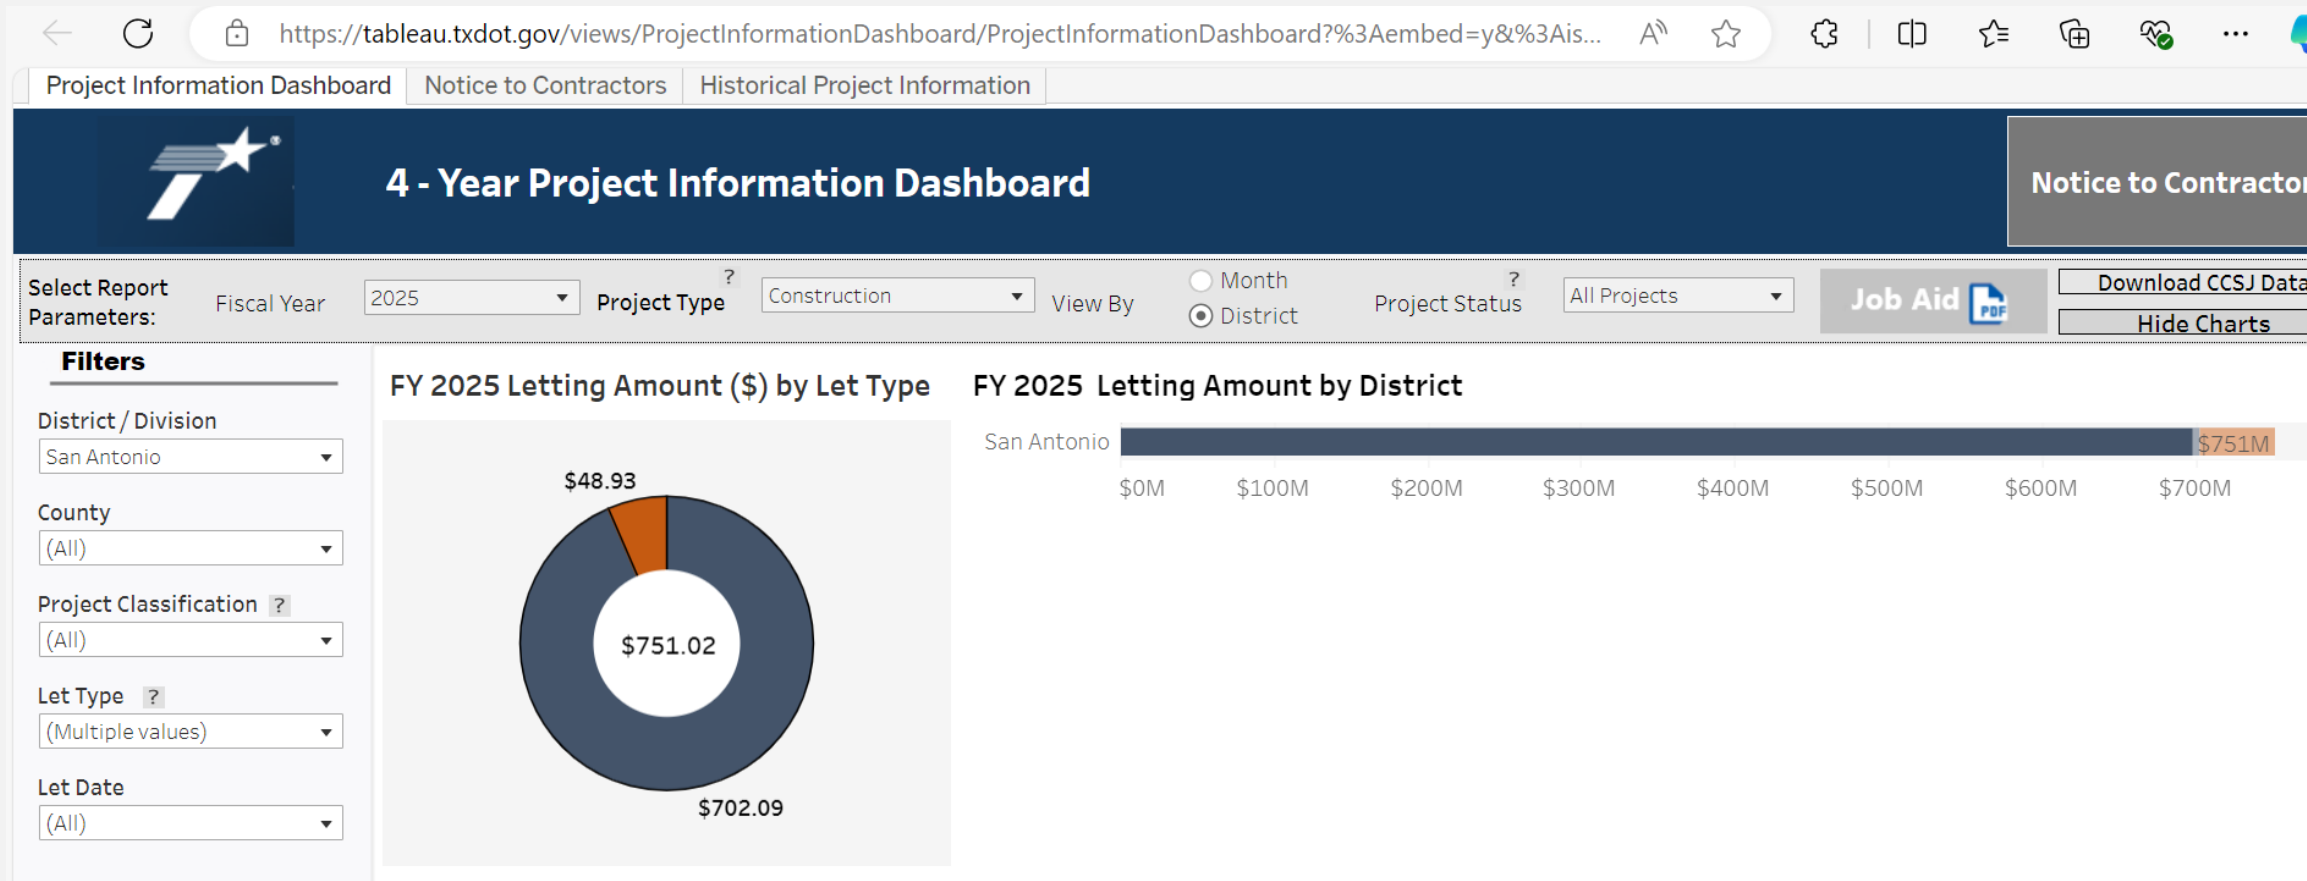 https://tableau.txdot.gov/views/ProjectInformationDashboard/ProjectInformationDashboard?%3Aembed=y&%3Ais...
Project Information Dashboard
Notice to Contractors
Historical Project Information
4 - Year Project Information Dashboard
Notice to Contractor
Select Report
Parameters:
Fiscal Year
2025
Project Type
?
Construction
View By
Month
District
Project Status
?
All Projects
Job Aid
PDF
Download CCSJ Data
Hide Charts
Filters
District / Division
San Antonio
County
(All)
Project Classification ?
(All)
Let Type ?
(Multiple values)
Let Date
(All)
FY 2025 Letting Amount ($) by Let Type
$48.93
$751.02
$702.09
FY 2025 Letting Amount by District
San Antonio
$751M
$0M $100M $200M $300M $400M $500M $600M $700M